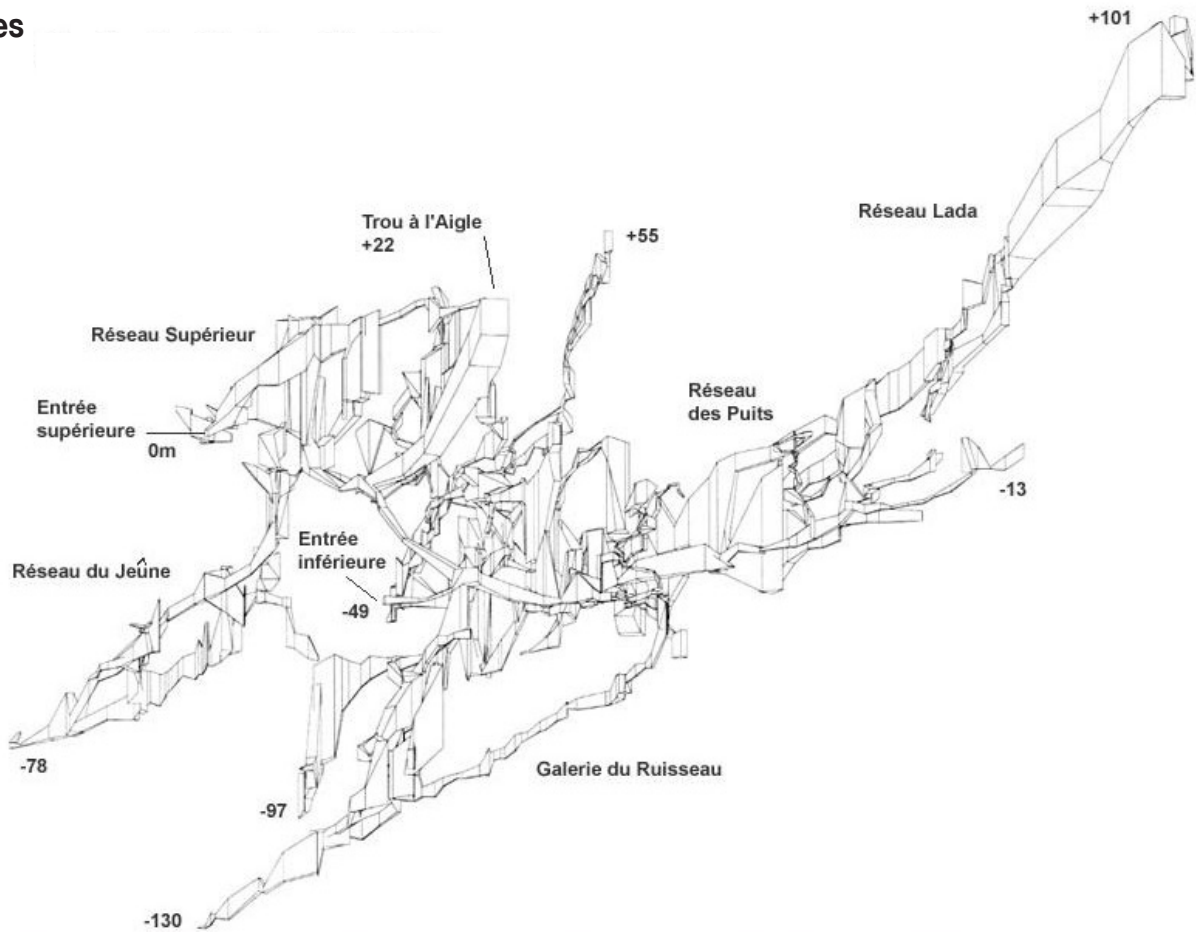 es
+101
Réseau Lada
Trou à l'Aigle
+22
+55
Réseau Supérieur
Entrée
supérieure
0m
Réseau
des Puits
-13
Entrée
inférieure
-49
Réseau du Jeûne
-78
-97
Galerie du Ruisseau
-130